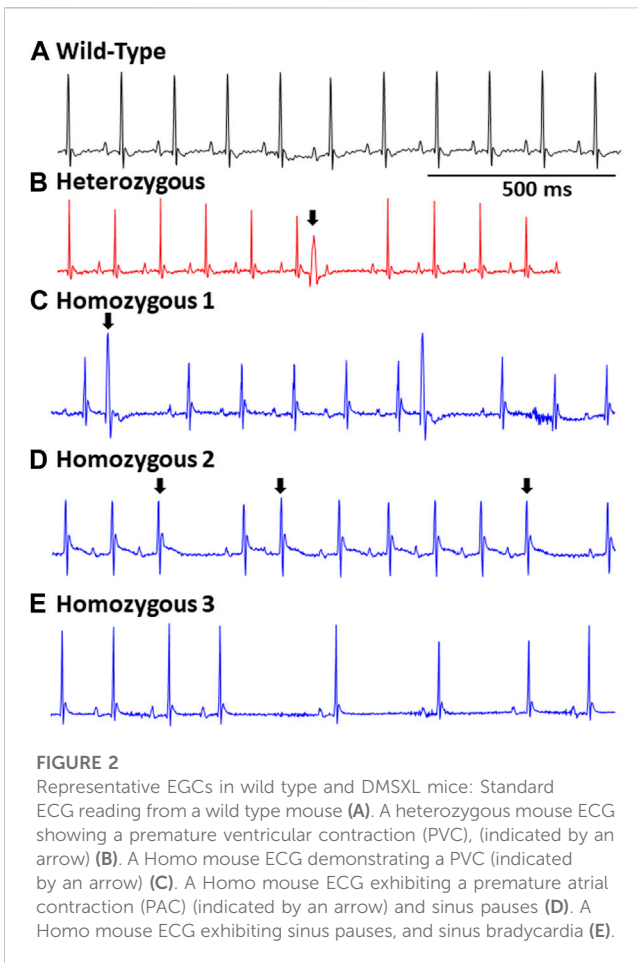 A Wild-Type
500 ms
B Heterozygous
C Homozygous 1
D Homozygous 2
E Homozygous 3
FIGURE 2
Representative EGCs in wild type and DMSXL mice: Standard
ECG reading from a wild type mouse (A). A heterozygous mouse ECG
showing a premature ventricular contraction (PVC), (indicated by an
arrow) (B). A Homo mouse ECG demonstrating a PVC (indicated
by an arrow) (C). A Homo mouse ECG exhibiting a premature atrial
contraction (PAC) (indicated by an arrow) and sinus pauses (D). A
Homo mouse ECG exhibiting sinus pauses, and sinus bradycardia (E).